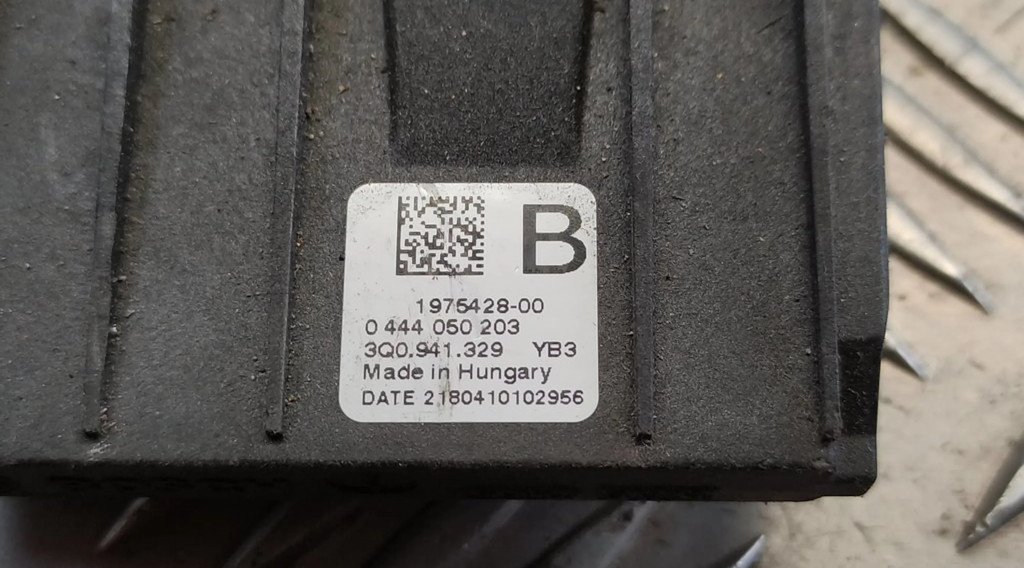 B
1975428-00
0 444 050 203
3Q0.941.329 YB3
Made in Hungary
DATE 2180410102956